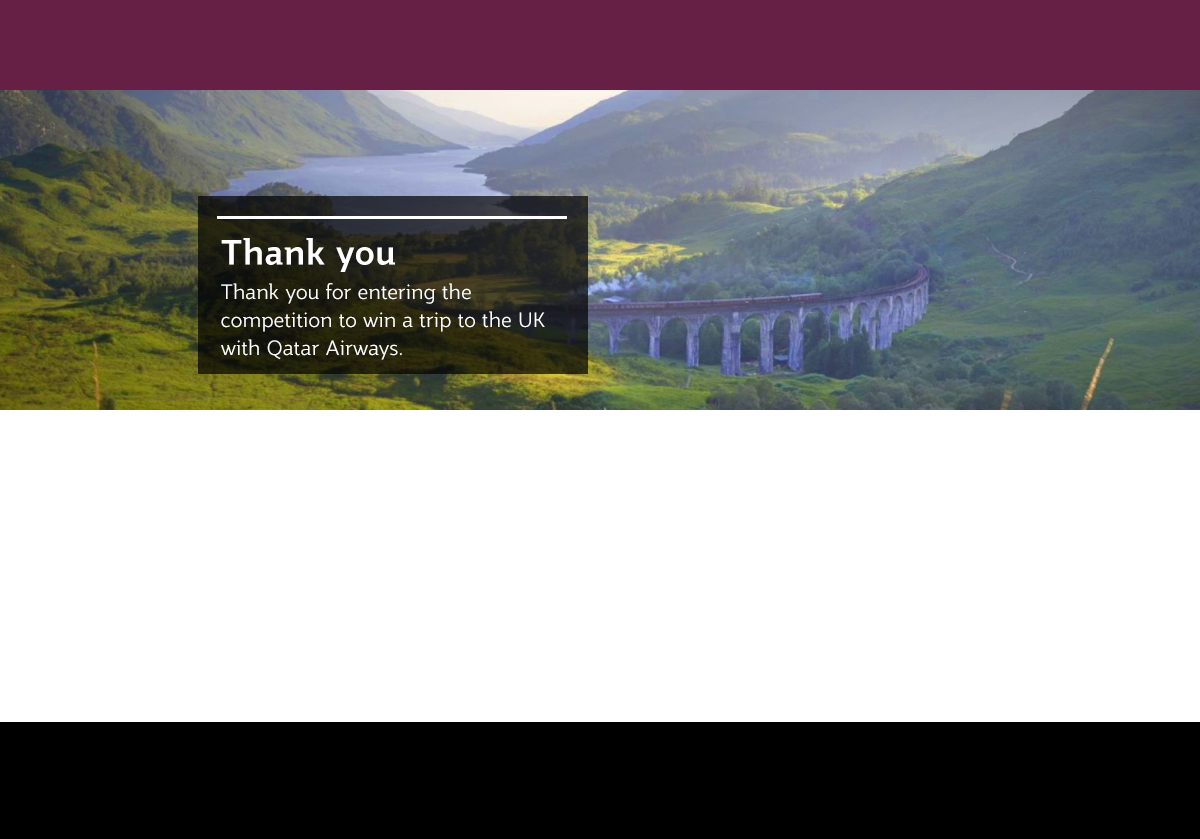 Thank you
Thank you for entering the
competition to win a trip to the UK
with Qatar Airways.